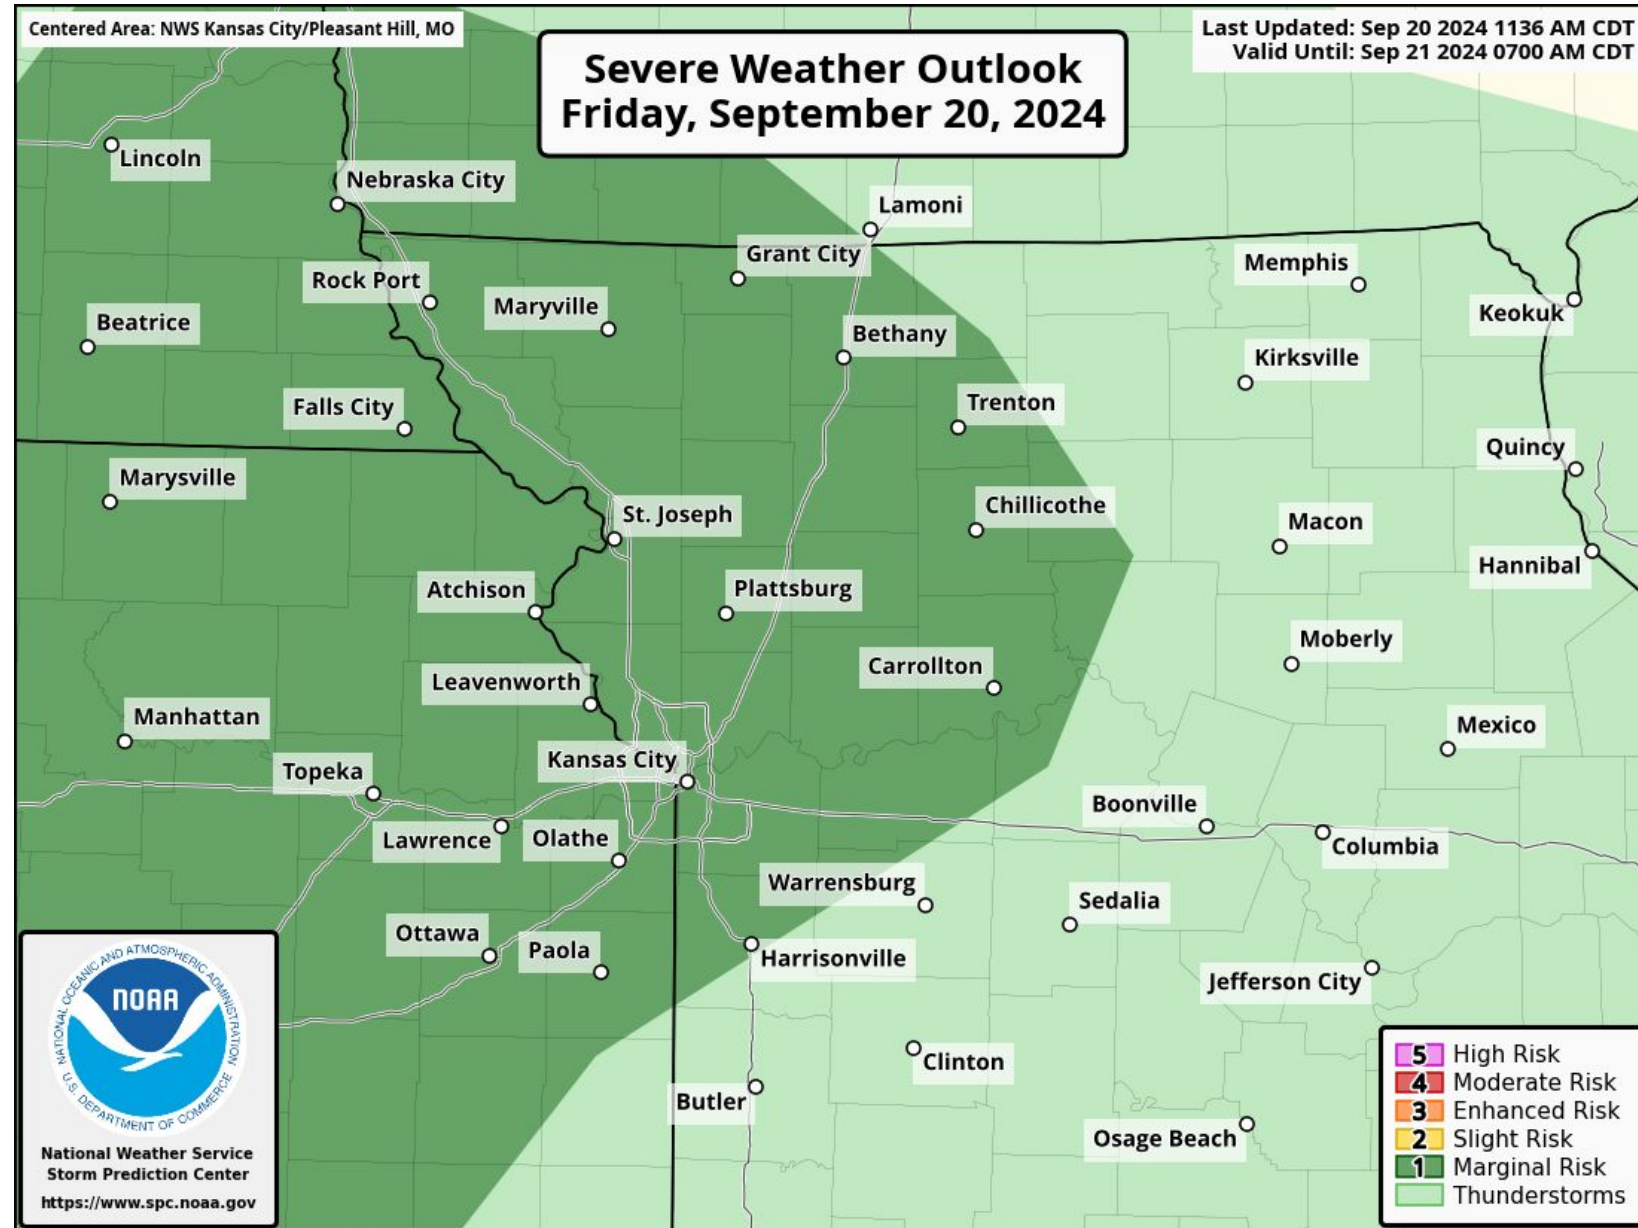 Centered Area: NWS Kansas City/Pleasant Hill, MO
Severe Weather Outlook
Friday, September 20, 2024
Last Updated: Sep 20 2024 1136 AM CDT
Valid Until: Sep 21 2024 0700 AM CDT
Lincoln
Nebraska City
Lamoni
Grant City
Memphis
Rock Port
Maryville
Keokuk
Beatrice
Bethany
Kirksville
Falls City
Trenton
Quincy
Marysville
St. Joseph
Chillicothe
Macon
Hannibal
Atchison
Plattsburg
Moberly
Carrollton
Leavenworth
Manhattan
Mexico
Kansas City
Topeka
Boonville
Lawrence
Olathe
Columbia
Warrensburg
Sedalia
Ottawa
Paola
Harrisonville
Jefferson City
Clinton
Butler
Osage Beach
NATIONAL OCEANIC AND ATMOSPHERIC ADMINISTRATION
NOAA
U.S. DEPARTMENT OF COMMERCE
National Weather Service
Storm Prediction Center
https://www.spc.noaa.gov
5 High Risk
4 Moderate Risk
3 Enhanced Risk
2 Slight Risk
1 Marginal Risk
Thunderstorms